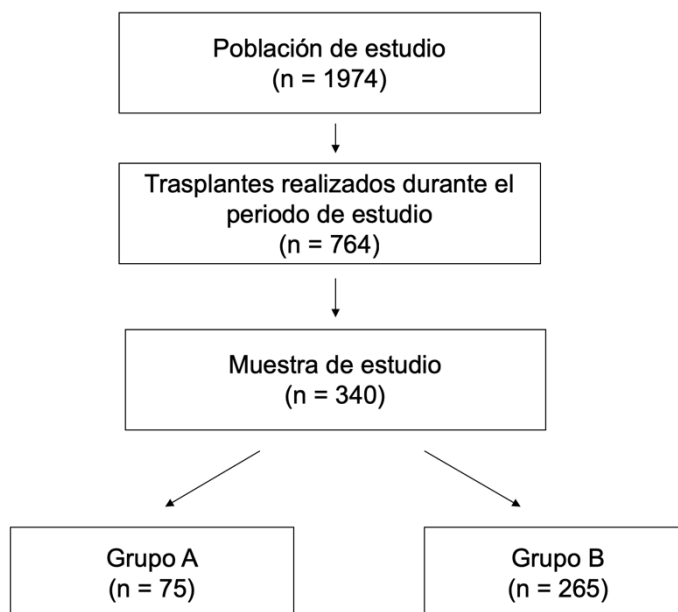 Población de estudio
(n = 1974)
Trasplantes realizados durante el
periodo de estudio
(n = 764)
Muestra de estudio
(n = 340)
Grupo A
(n = 75)
Grupo B
(n = 265)